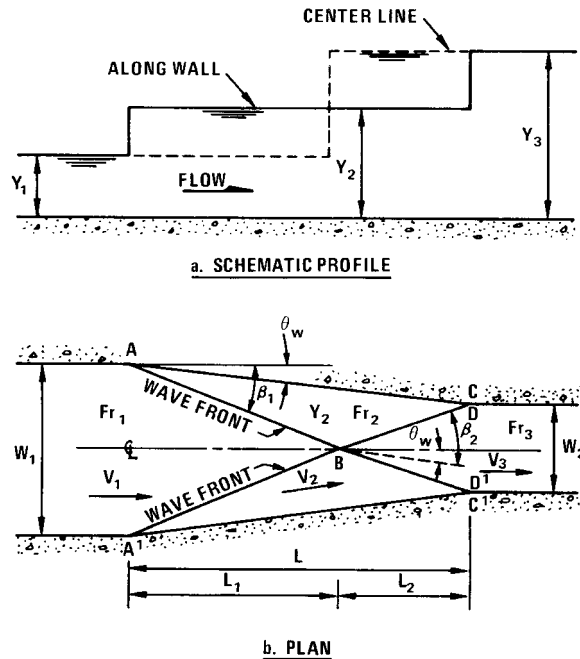 CENTER LINE
ALONG WALL
Y1
FLOW
Y2
Y3
a. SCHEMATIC PROFILE
θw
A
β1
WAVE FRONT
Y2
Fr2
C
D
Fr1
θw
β2
Fr3
W1
℄
B
W2
V1
V2
V3
WAVE FRONT
D1
C1
A1
L
L1
L2
b. PLAN